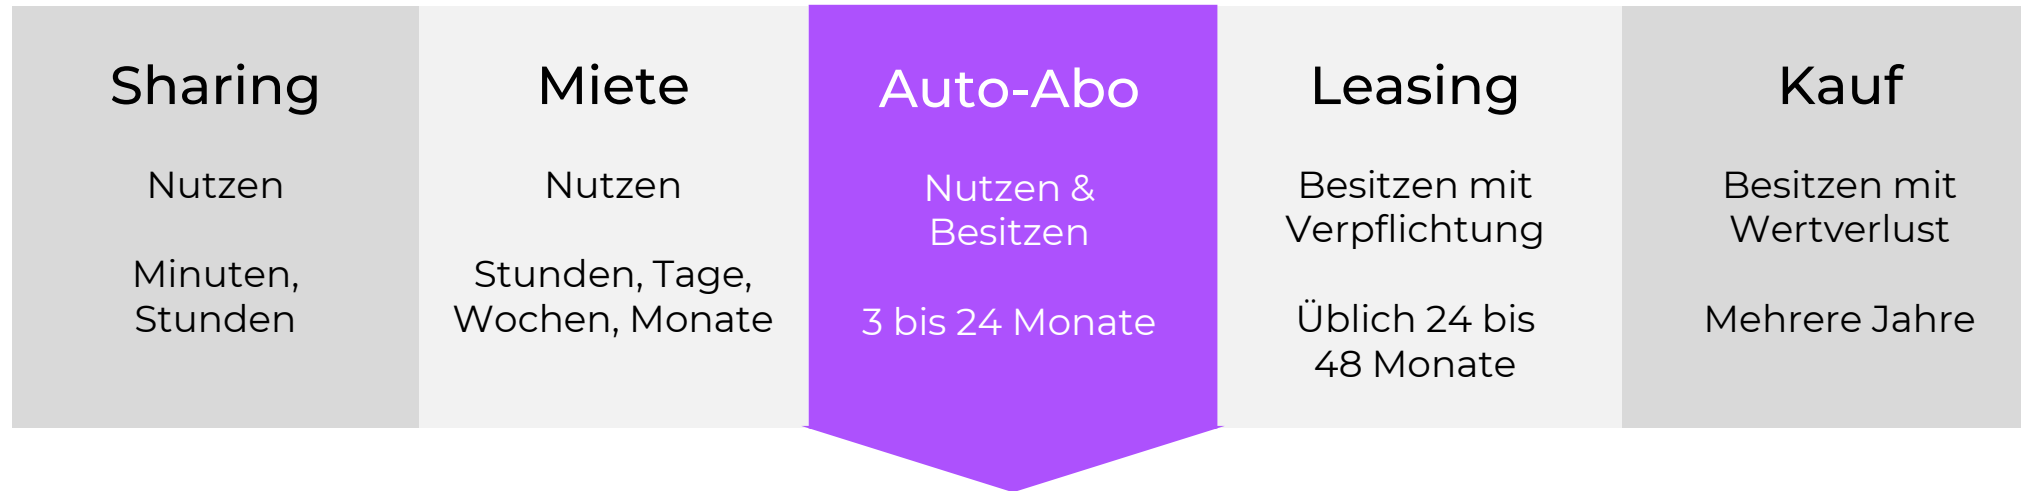 Sharing
Nutzen
Minuten,
Stunden
Miete
Nutzen
Stunden, Tage,
Wochen, Monate
Auto-Abo
Nutzen &
Besitzen
3 bis 24 Monate
Leasing
Besitzen mit
Verpflichtung
Üblich 24 bis
48 Monate
Kauf
Besitzen mit
Wertverlust
Mehrere Jahre